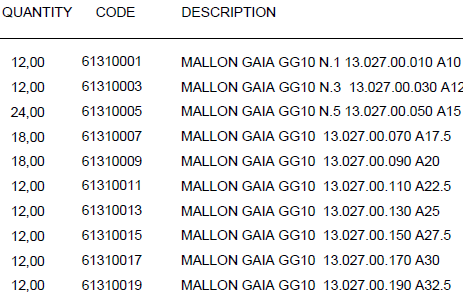 QUANTITY CODE DESCRIPTION
12,00 61310001 MALLON GAIA GG10 N.1 13.027.00.010 A10
12,00 61310003 MALLON GAIA GG10 N.3 13.027.00.030 A12
24,00 61310005 MALLON GAIA GG10 N.5 13.027.00.050 A15
18,00 61310007 MALLON GAIA GG10 13.027.00.070 A17.5
18,00 61310009 MALLON GAIA GG10 13.027.00.090 A20
12,00 61310011 MALLON GAIA GG10 13.027.00.110 A22.5
12,00 61310013 MALLON GAIA GG10 13.027.00.130 A25
12,00 61310015 MALLON GAIA GG10 13.027.00.150 A27.5
12,00 61310017 MALLON GAIA GG10 13.027.00.170 A30
12,00 61310019 MALLON GAIA GG10 13.027.00.190 A32.5